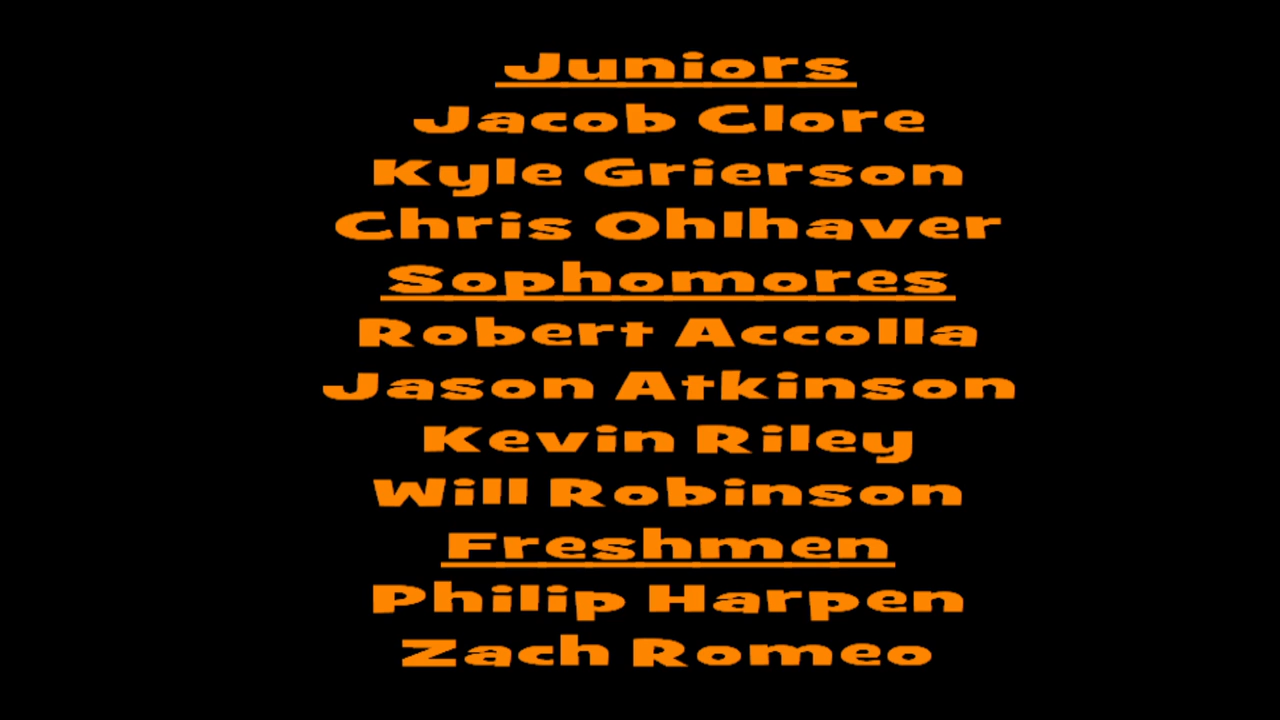 Juniors
Jacob Clore
Kyle Grierson
Chris Ohlhaver
Sophomores
Robert Accolla
Jason Atkinson
Kevin Riley
Will Robinson
Freshmen
Philip Harpen
Zach Romeo